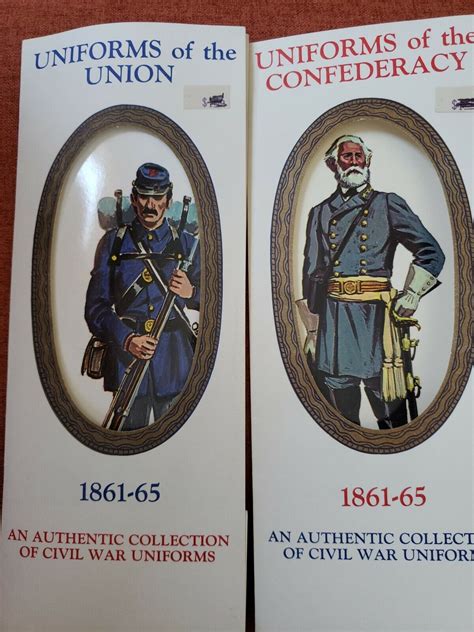 UNIFORMS of the
UNION
1861-65
AN AUTHENTIC COLLECTION
OF CIVIL WAR UNIFORMS
UNIFORMS of the
CONFEDERACY
1861-65
AN AUTHENTIC COLLECT
OF CIVIL WAR UNIFORM